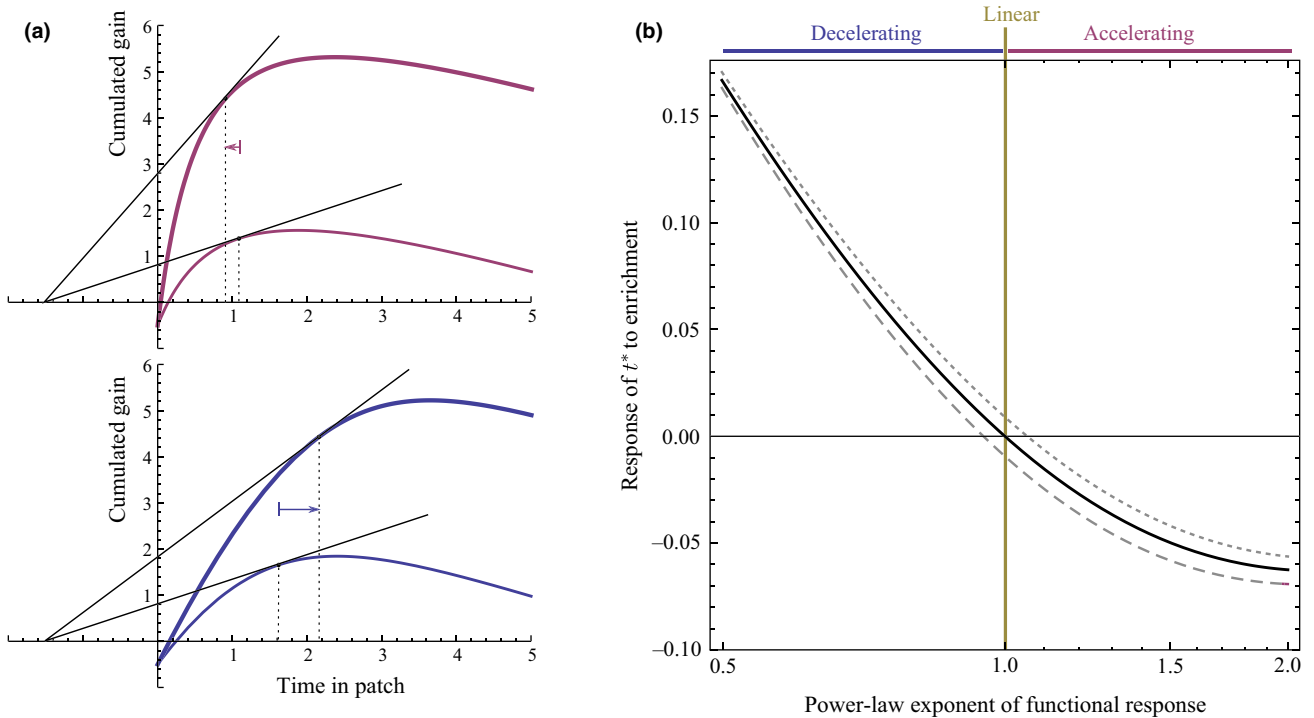 (a)
Cumulated gain
6
5
4
3
2
1
1 2 3 4 5
Cumulated gain
6
5
4
3
2
1
1 2 3 4 5
Time in patch
(b)
Linear
Decelerating Accelerating
Response of t* to enrichment
0.15
0.10
0.05
0.00
−0.05
−0.10
0.5 1.0 1.5 2.0
Power-law exponent of functional response